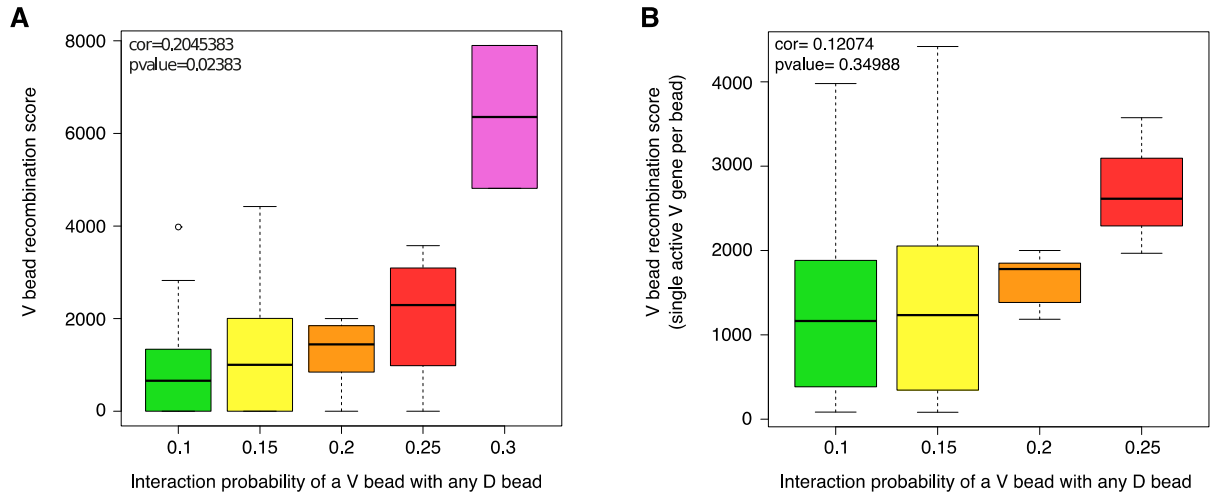 A
cor=0.2045383
pvalue=0.02383
V bead recombination score
8000
6000
4000
2000
0
0.1 0.15 0.2 0.25 0.3
Interaction probability of a V bead with any D bead
B
cor= 0.12074
pvalue= 0.34988
V bead recombination score
(single active V gene per bead)
4000
3000
2000
1000
0
0.1 0.15 0.2 0.25
Interaction probability of a V bead with any D bead